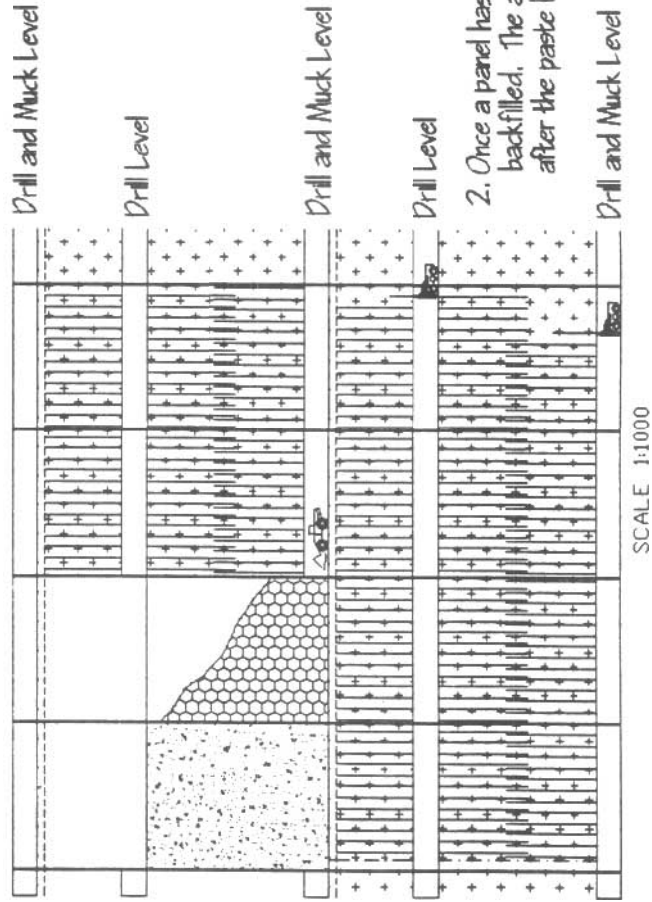 Drill and Muck Level
Drill Level
Drill and Muck Level
Drill Level
2. Once a panel has
backfilled. The a
after the paste
Drill and Muck Level
SCALE 1:1000